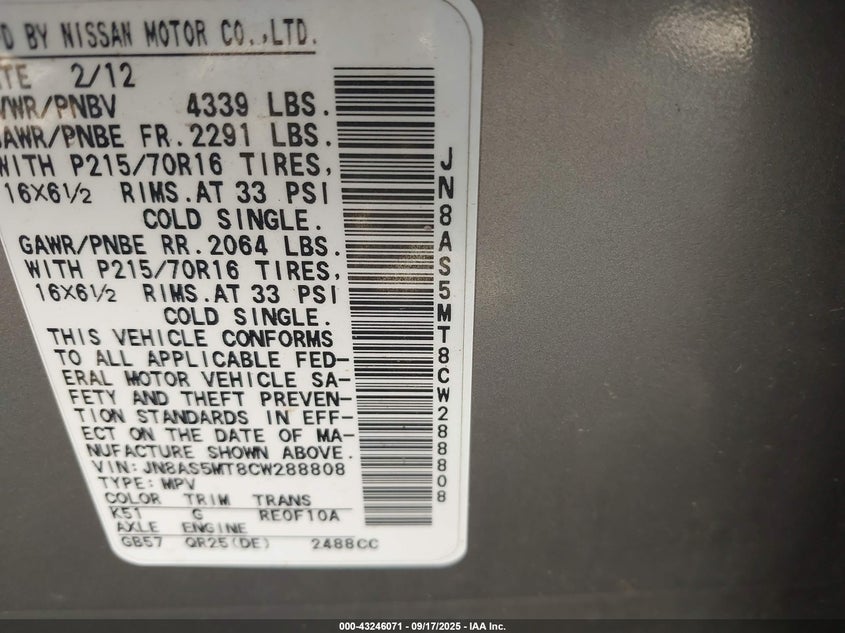 D BY NISSAN MOTOR CO.,LTD.
ATE 2/12
VWR/PNBV 4339 LBS.
GAWR/PNBE FR. 2291 LBS.
WITH P215/70R16 TIRES,
16X6½ RIMS. AT 33 PSI
COLD SINGLE.
GAWR/PNBE RR. 2064 LBS.
WITH P215/70R16 TIRES,
16X6½ RIMS. AT 33 PSI
COLD SINGLE.
THIS VEHICLE CONFORMS
TO ALL APPLICABLE FED-
ERAL MOTOR VEHICLE SA-
FETY AND THEFT PREVEN-
TION STANDARDS IN EFF-
ECT ON THE DATE OF MA-
NUFACTURE SHOWN ABOVE.
VIN: JN8AS5MT8CW288808
TYPE: MPV
COLOR TRIM TRANS
K51 G RE0F10A
AXLE ENGINE
GB57 QR25(DE) 2488CC
JN8AS5MT8CW288808
000-43246071 - 09/17/2025 - IAA Inc.